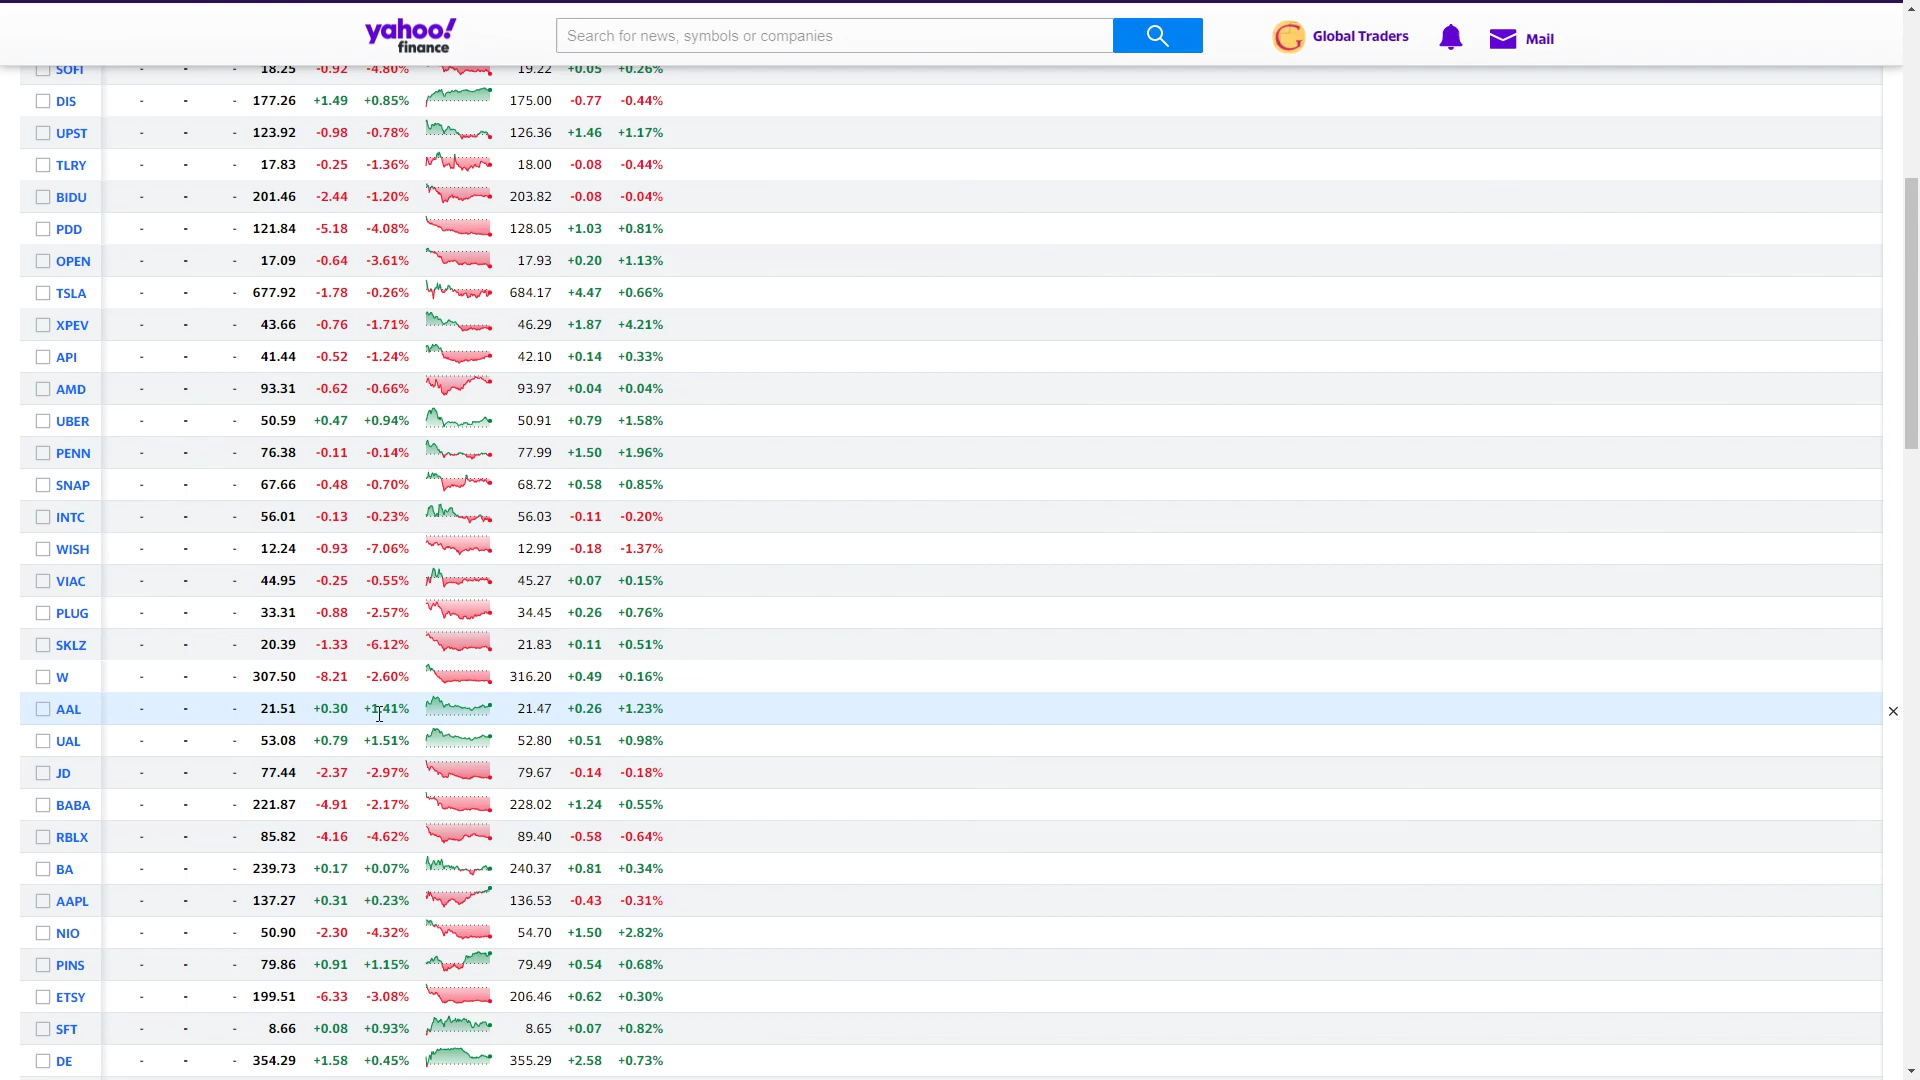 yahoo!
finance
Search for news, symbols or companies
Global Traders
Mail
SOFI - - - 18.25 -0.92 -4.80% 19.22 +0.05 +0.26%
DIS - - - 177.26 +1.49 +0.85% 175.00 -0.77 -0.44%
UPST - - - 123.92 -0.98 -0.78% 126.36 +1.46 +1.17%
TLRY - - - 17.83 -0.25 -1.36% 18.00 -0.08 -0.44%
BIDU - - - 201.46 -2.44 -1.20% 203.82 -0.08 -0.04%
PDD - - - 121.84 -5.18 -4.08% 128.05 +1.03 +0.81%
OPEN - - - 17.09 -0.64 -3.61% 17.93 +0.20 +1.13%
TSLA - - - 677.92 -1.78 -0.26% 684.17 +4.47 +0.66%
XPEV - - - 43.66 -0.76 -1.71% 46.29 +1.87 +4.21%
API - - - 41.44 -0.52 -1.24% 42.10 +0.14 +0.33%
AMD - - - 93.31 -0.62 -0.66% 93.97 +0.04 +0.04%
UBER - - - 50.59 +0.47 +0.94% 50.91 +0.79 +1.58%
PENN - - - 76.38 -0.11 -0.14% 77.99 +1.50 +1.96%
SNAP - - - 67.66 -0.48 -0.70% 68.72 +0.58 +0.85%
INTC - - - 56.01 -0.13 -0.23% 56.03 -0.11 -0.20%
WISH - - - 12.24 -0.93 -7.06% 12.99 -0.18 -1.37%
VIAC - - - 44.95 -0.25 -0.55% 45.27 +0.07 +0.15%
PLUG - - - 33.31 -0.88 -2.57% 34.45 +0.26 +0.76%
SKLZ - - - 20.39 -1.33 -6.12% 21.83 +0.11 +0.51%
W - - - 307.50 -8.21 -2.60% 316.20 +0.49 +0.16%
AAL - - - 21.51 +0.30 +1.41% 21.47 +0.26 +1.23%
UAL - - - 53.08 +0.79 +1.51% 52.80 +0.51 +0.98%
JD - - - 77.44 -2.37 -2.97% 79.67 -0.14 -0.18%
BABA - - - 221.87 -4.91 -2.17% 228.02 +1.24 +0.55%
RBLX - - - 85.82 -4.16 -4.62% 89.40 -0.58 -0.64%
BA - - - 239.73 +0.17 +0.07% 240.37 +0.81 +0.34%
AAPL - - - 137.27 +0.31 +0.23% 136.53 -0.43 -0.31%
NIO - - - 50.90 -2.30 -4.32% 54.70 +1.50 +2.82%
PINS - - - 79.86 +0.91 +1.15% 79.49 +0.54 +0.68%
ETSY - - - 199.51 -6.33 -3.08% 206.46 +0.62 +0.30%
SFT - - - 8.66 +0.08 +0.93% 8.65 +0.07 +0.82%
DE - - - 354.29 +1.58 +0.45% 355.29 +2.58 +0.73%